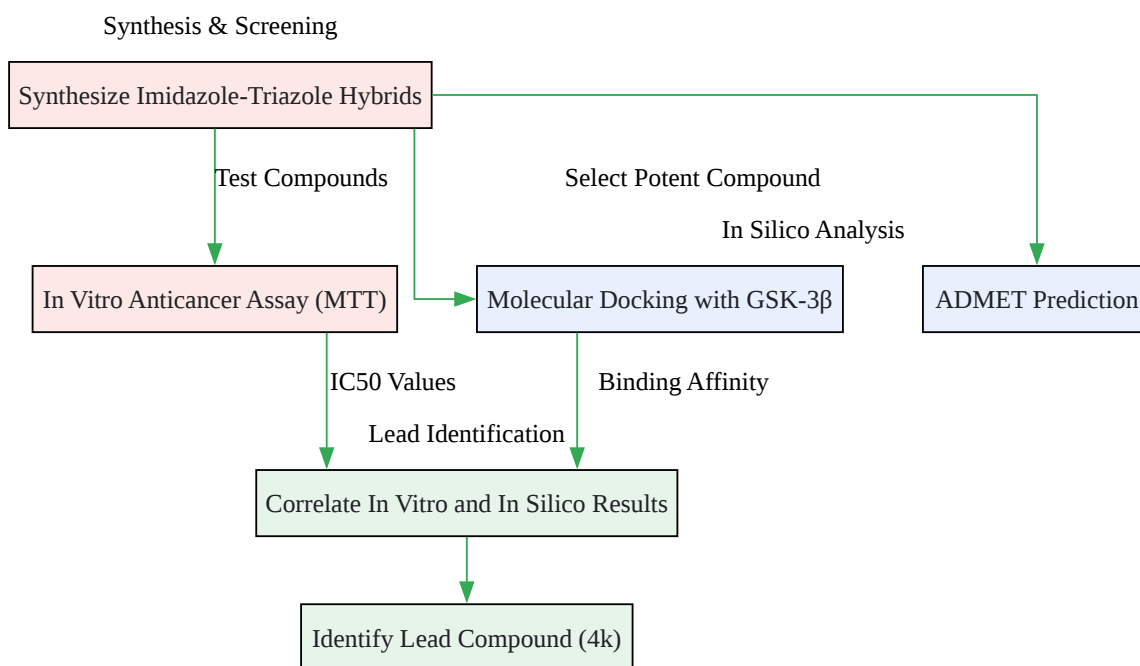 Synthesis & Screening
Synthesize Imidazole-Triazole Hybrids
Test Compounds
Select Potent Compound
In Silico Analysis
In Vitro Anticancer Assay (MTT)
Molecular Docking with GSK-3β
ADMET Prediction
IC50 Values
Binding Affinity
Lead Identification
Correlate In Vitro and In Silico Results
Identify Lead Compound (4k)